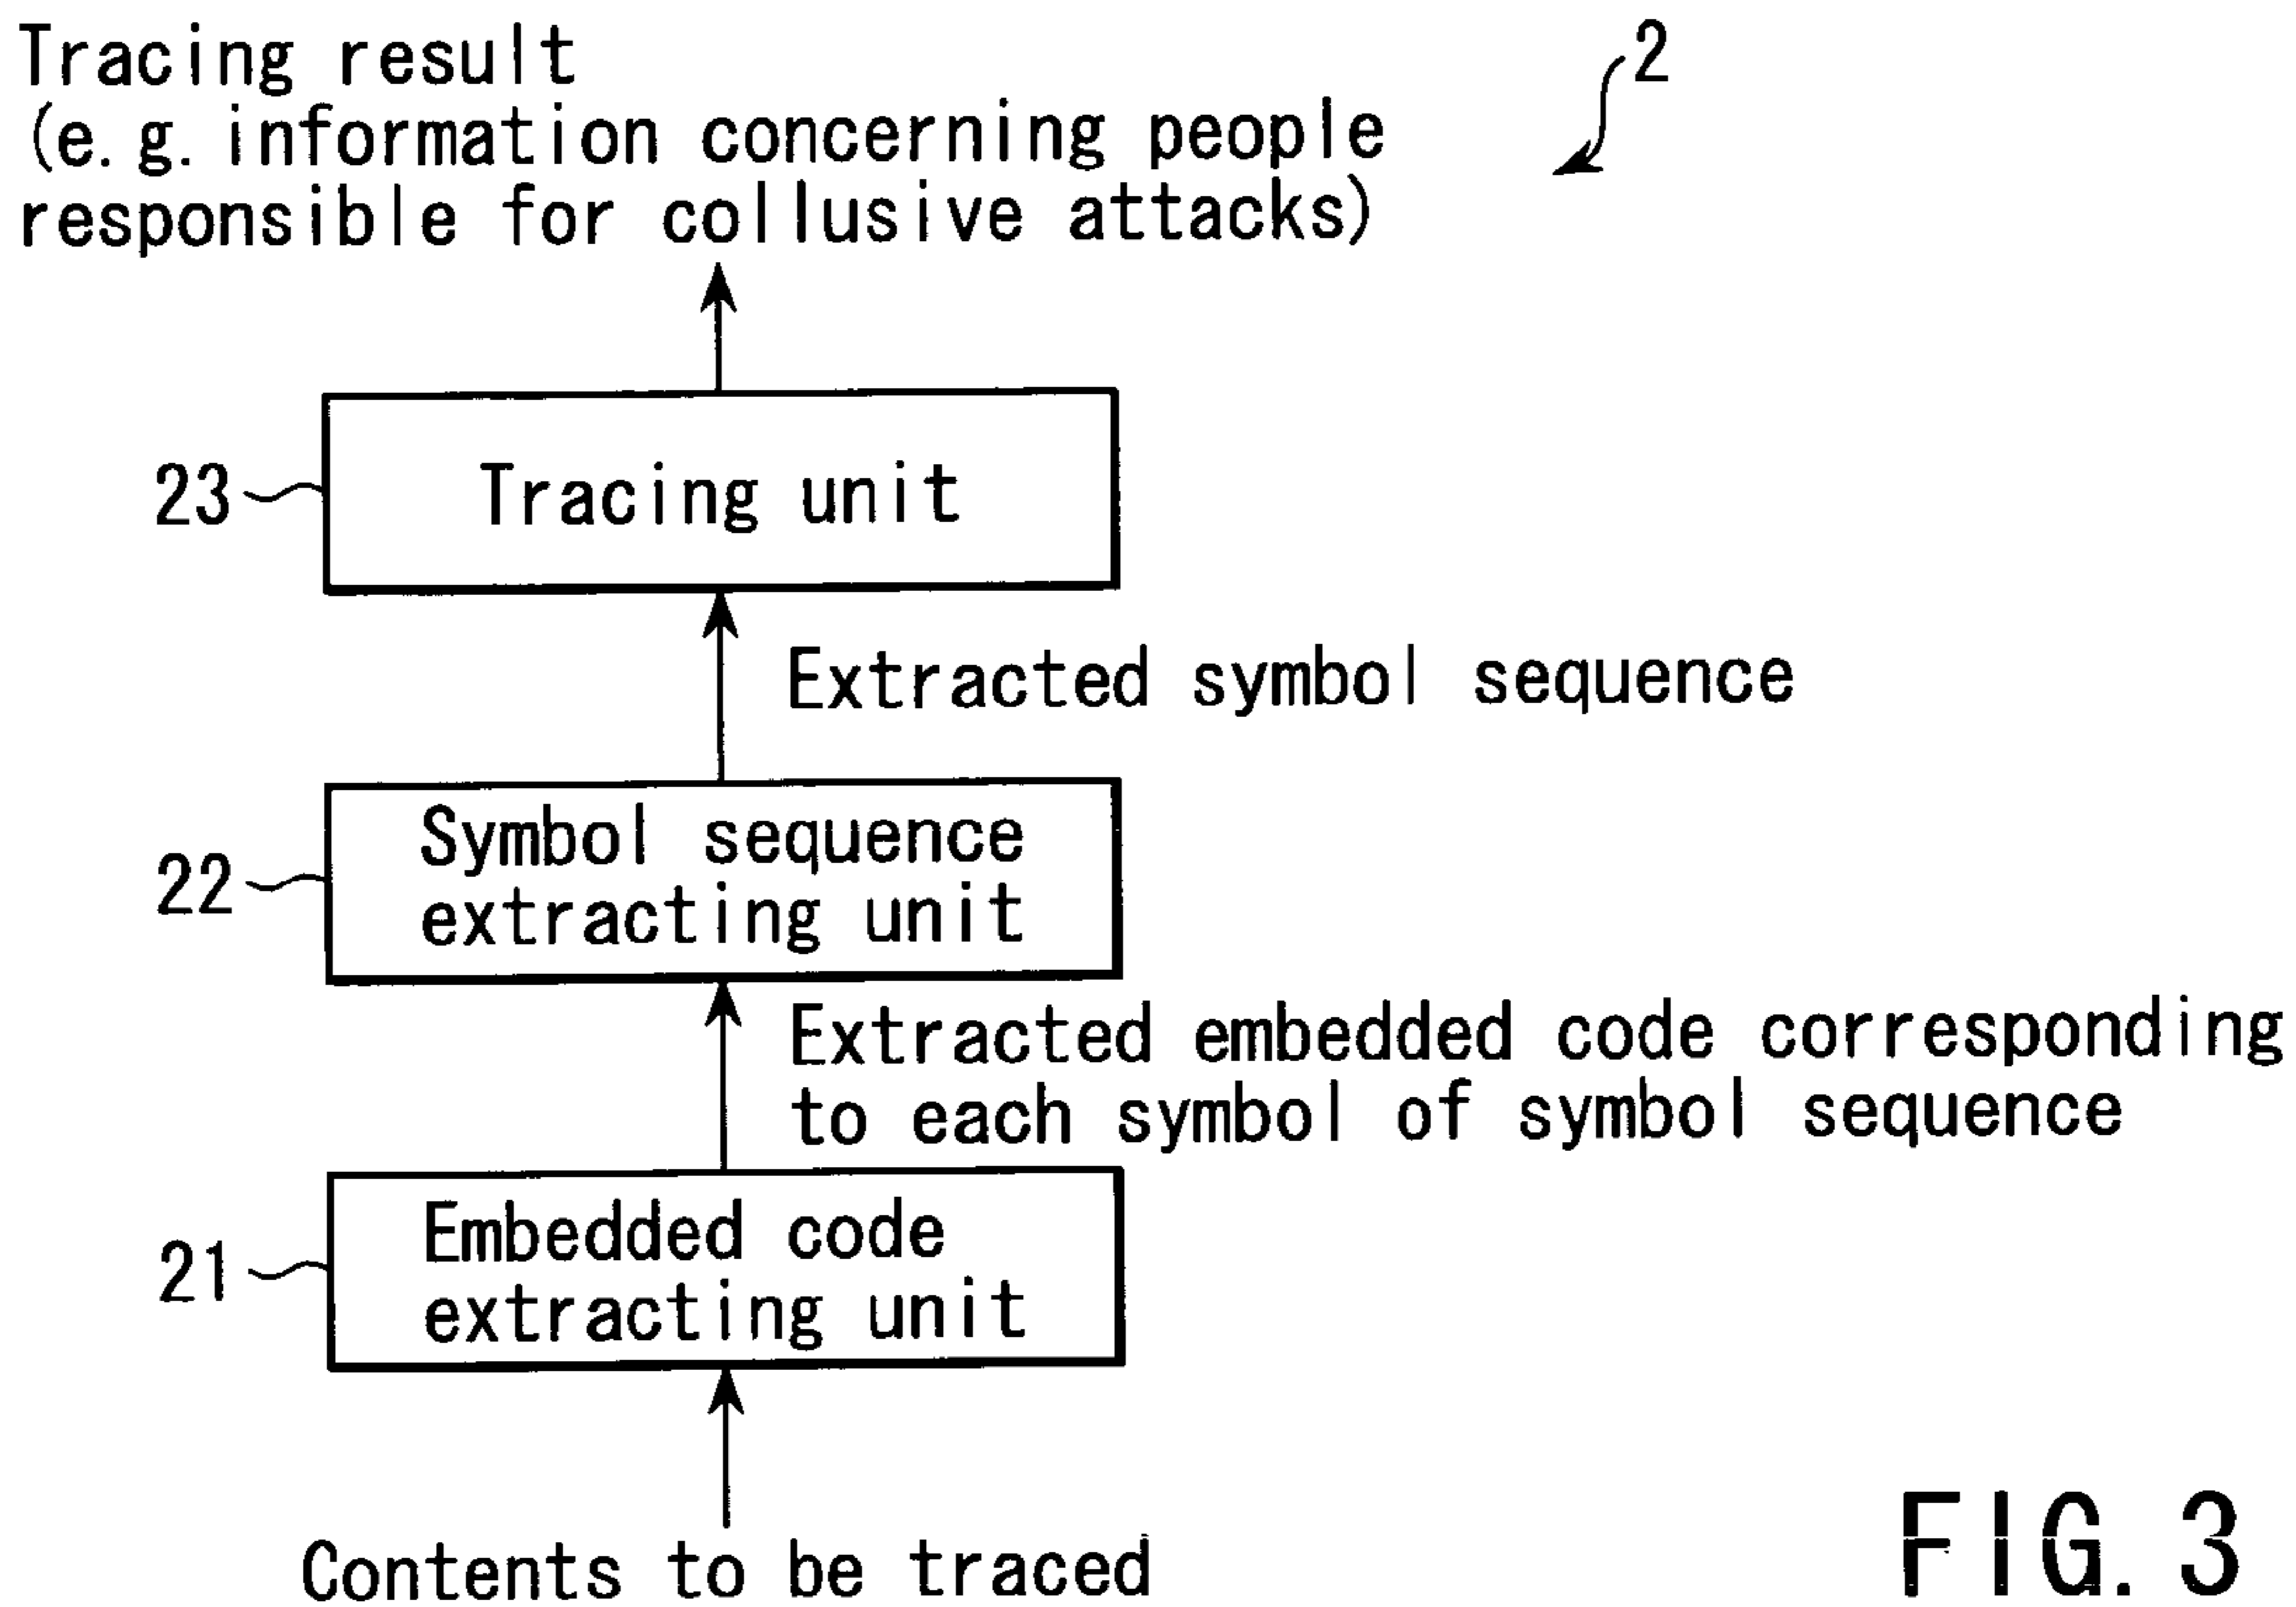 Tracing result
(e.g. information concerning people
responsible for collusive attacks)
2
23
Tracing unit
Extracted symbol sequence
22
Symbol sequence
extracting unit
Extracted embedded code corresponding
to each symbol of symbol sequence
21
Embedded code
extracting unit
Contents to be traced
FIG. 3